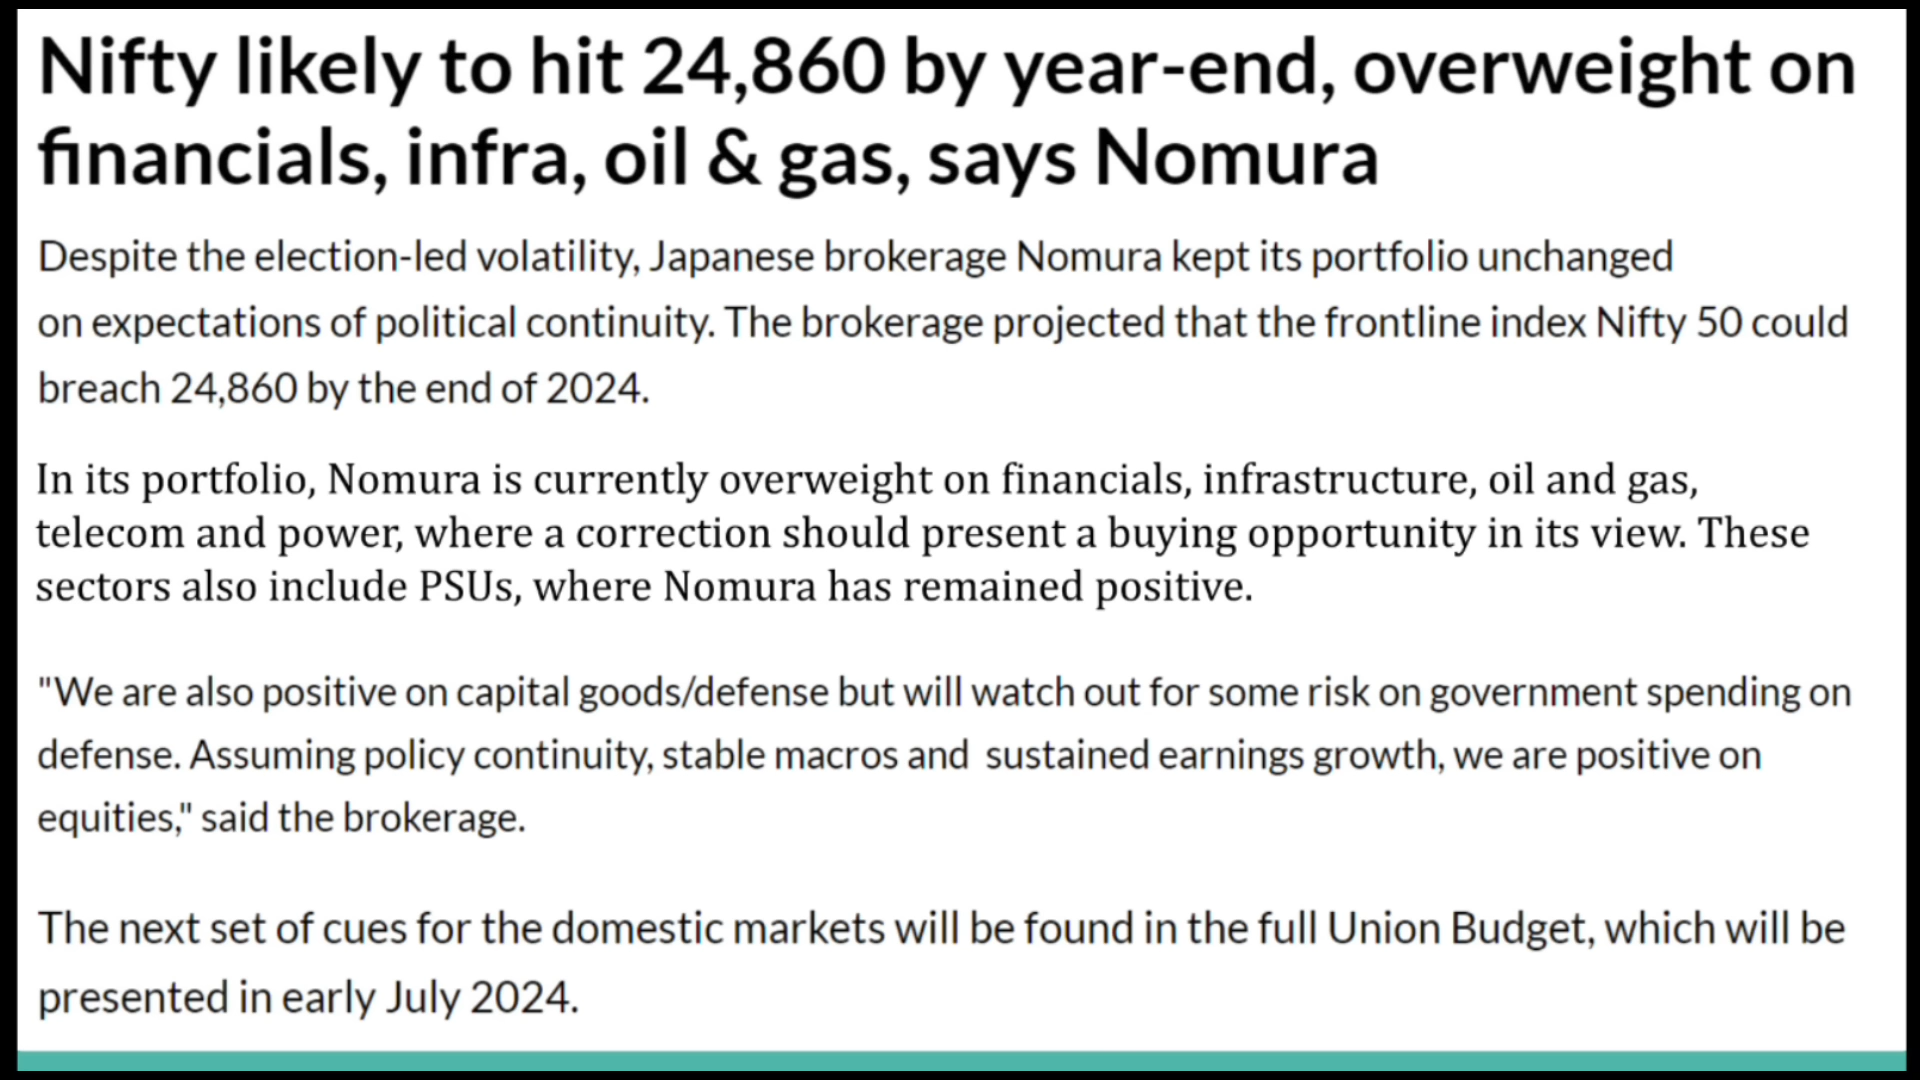 Nifty likely to hit 24,860 by year-end, overweight on
financials, infra, oil & gas, says Nomura
Despite the election-led volatility, Japanese brokerage Nomura kept its portfolio unchanged
on expectations of political continuity. The brokerage projected that the frontline index Nifty 50 could
breach 24,860 by the end of 2024.
In its portfolio, Nomura is currently overweight on financials, infrastructure, oil and gas,
telecom and power, where a correction should present a buying opportunity in its view. These
sectors also include PSUs, where Nomura has remained positive.
"We are also positive on capital goods/defense but will watch out for some risk on government spending on
defense. Assuming policy continuity, stable macros and  sustained earnings growth, we are positive on
equities," said the brokerage.
The next set of cues for the domestic markets will be found in the full Union Budget, which will be
presented in early July 2024.